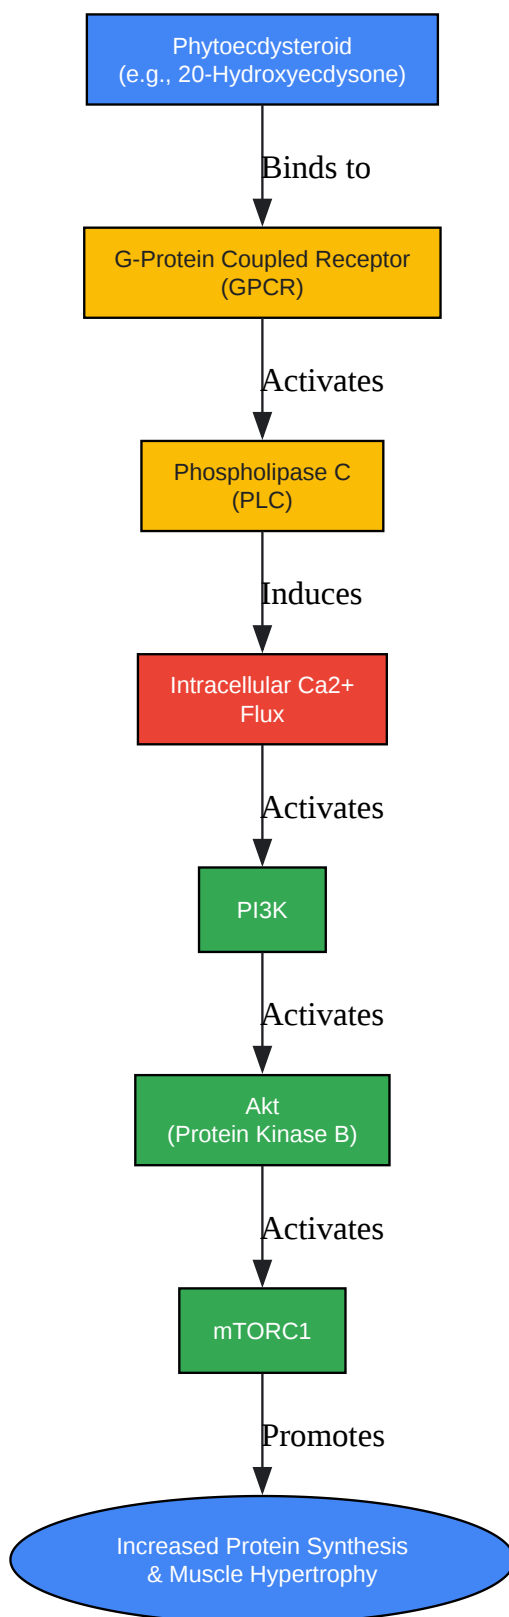 Phytoecdysteroid
(e.g., 20-Hydroxyecdysone)
Binds to
G-Protein Coupled Receptor
(GPCR)
Activates
Phospholipase C
(PLC)
Induces
Intracellular Ca2+
Flux
Activates
PI3K
Activates
Akt
(Protein Kinase B)
Activates
mTORC1
Promotes
Increased Protein Synthesis
& Muscle Hypertrophy